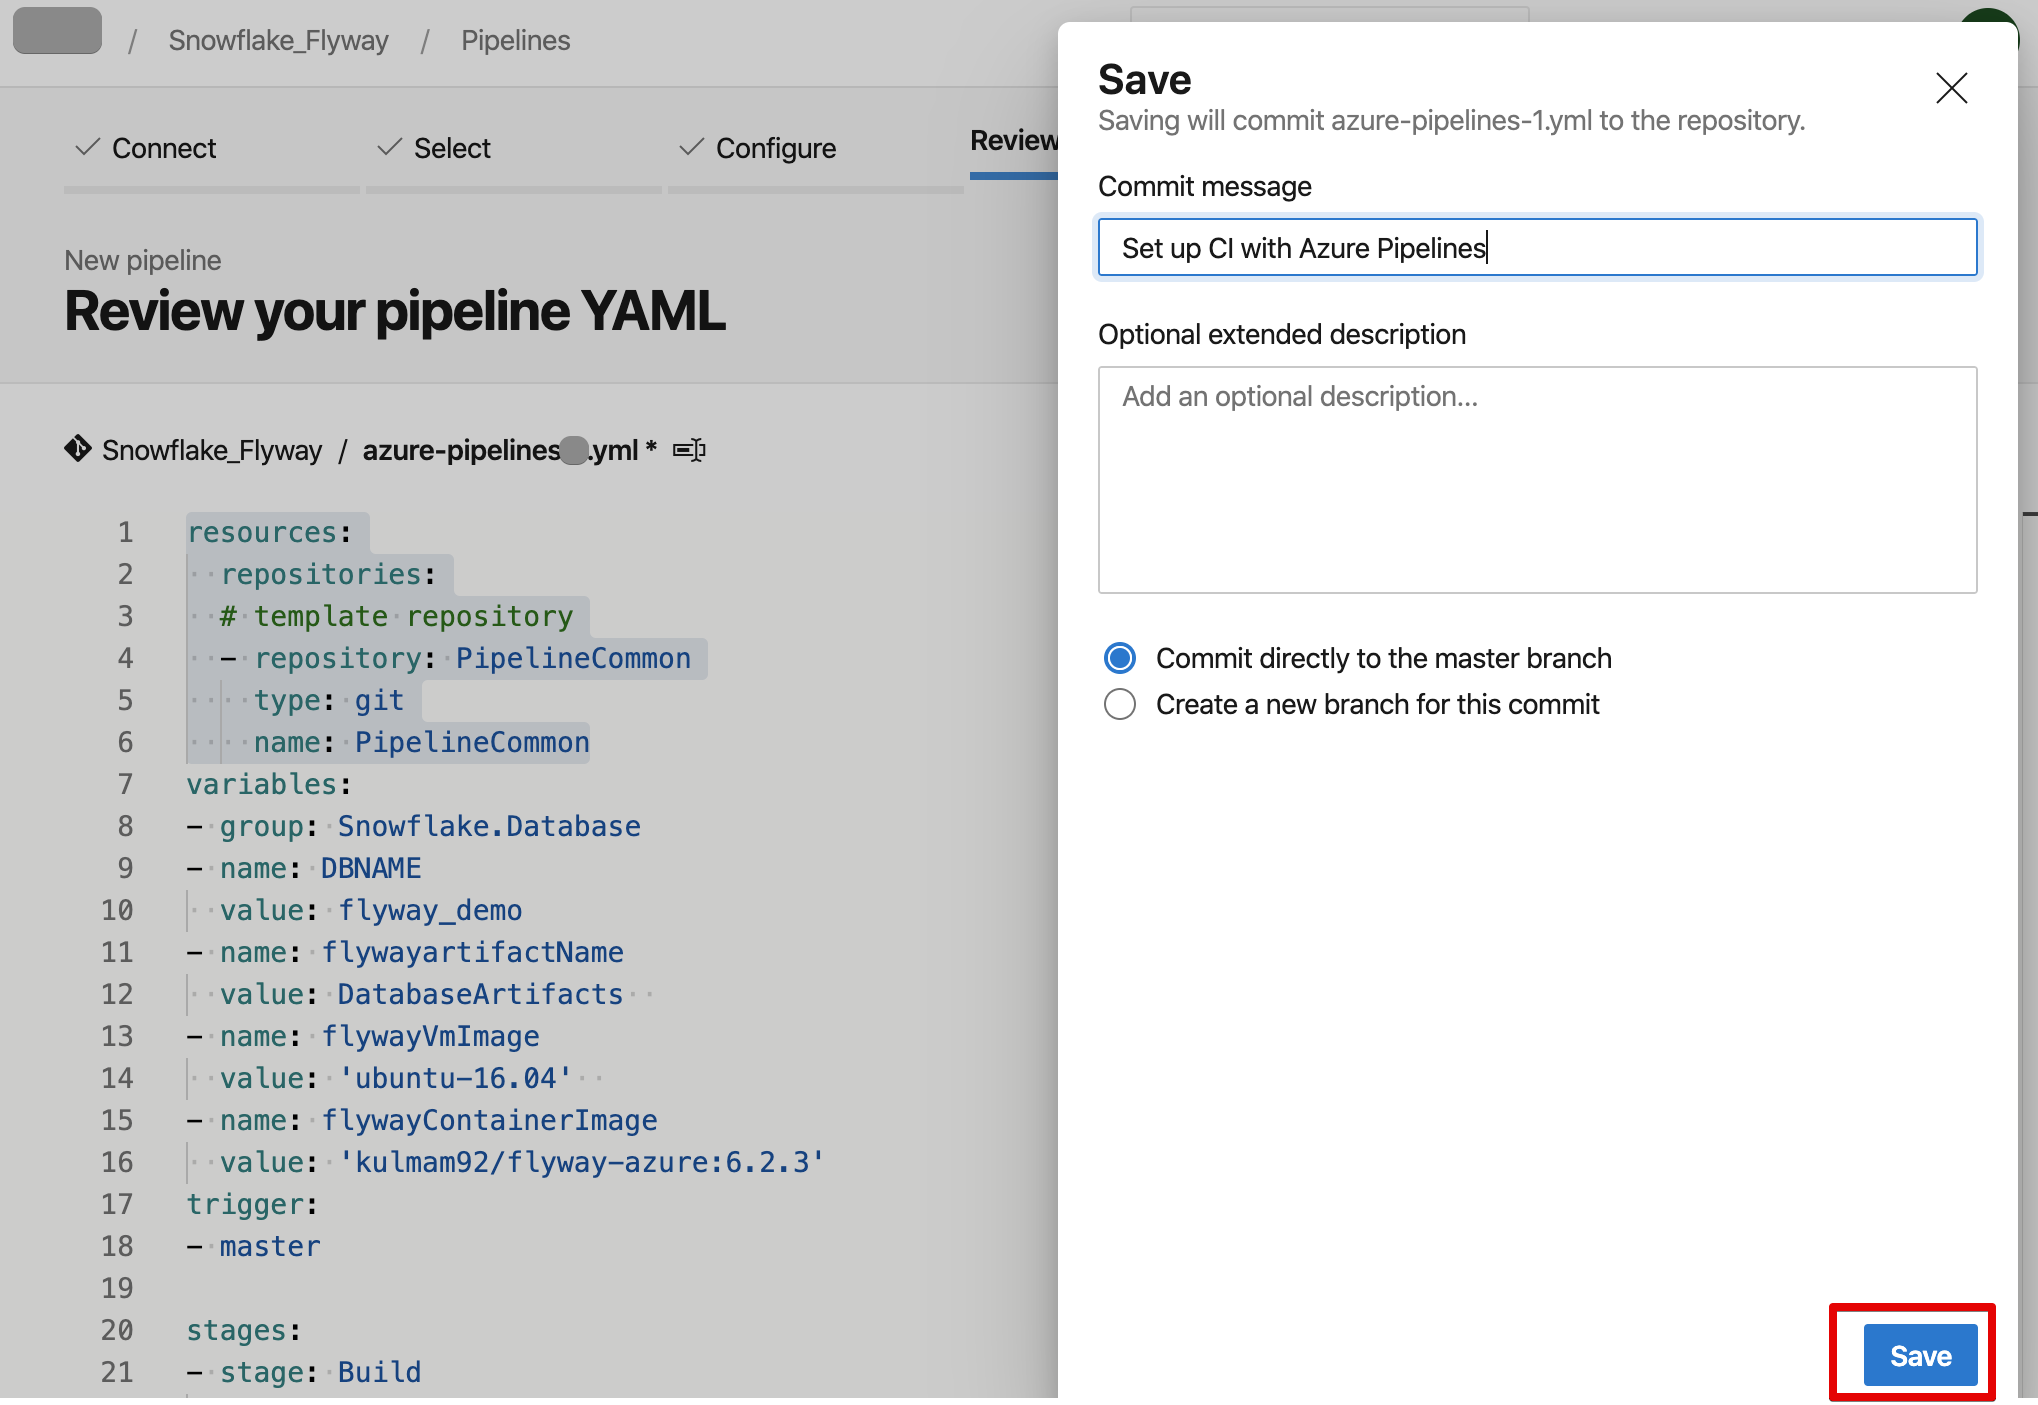 / Snowflake_Flyway / Pipelines
Connect
Select
Configure
Review
New pipeline
Review your pipeline YAML
Snowflake_Flyway / azure-pipelines .yml *
1 resources:
2 repositories:
3 # template repository
4 - repository: PipelineCommon
5 type: git
6 name: PipelineCommon
7 variables:
8 - group: Snowflake.Database
9 - name: DBNAME
10 value: flyway_demo
11 - name: flywayartifactName
12 value: DatabaseArtifacts
13 - name: flywayVmImage
14 value: 'ubuntu-16.04'
15 - name: flywayContainerImage
16 value: 'kulmam92/flyway-azure:6.2.3'
17 trigger:
18 - master
19
20 stages:
21 - stage: Build
Save
Saving will commit azure-pipelines-1.yml to the repository.
Commit message
Set up CI with Azure Pipelines
Optional extended description
Add an optional description...
Commit directly to the master branch
Create a new branch for this commit
Save